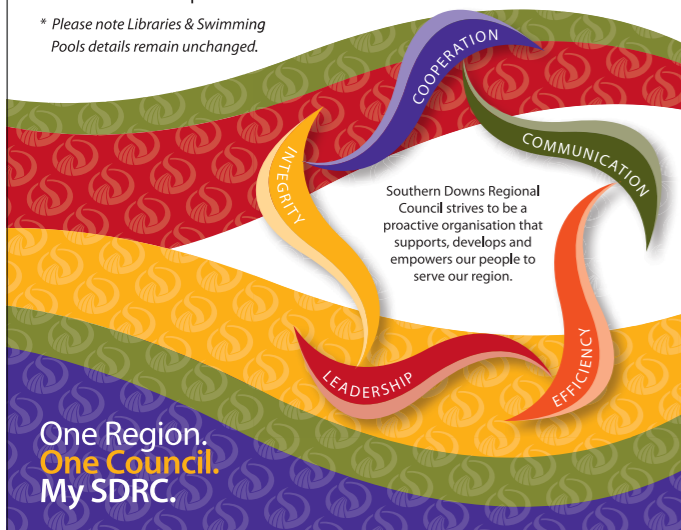 * Please note Libraries & Swimming
Pools details remain unchanged.
COOPERATION
COMMUNICATION
INTEGRITY
Southern Downs Regional
Council strives to be a
proactive organisation that
supports, develops and
empowers our people to
serve our region.
EFFICIENCY
LEADERSHIP
One Region.
One Council.
My SDRC.